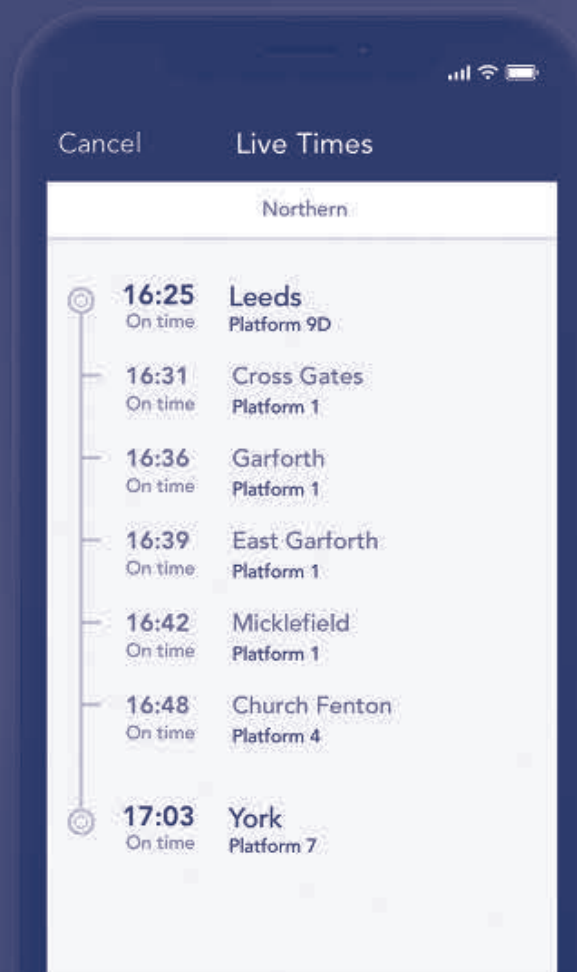 Cancel Live Times
Northern
16:25 Leeds
On time Platform 9D
16:31 Cross Gates
On time Platform 1
16:36 Garforth
On time Platform 1
16:39 East Garforth
On time Platform 1
16:42 Micklefield
On time Platform 1
16:48 Church Fenton
On time Platform 4
17:03 York
On time Platform 7